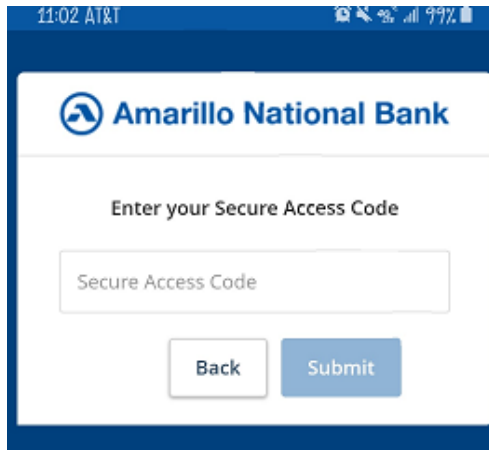 11:02 AT&T 99%
Amarillo National Bank
Enter your Secure Access Code
Secure Access Code
Back Submit